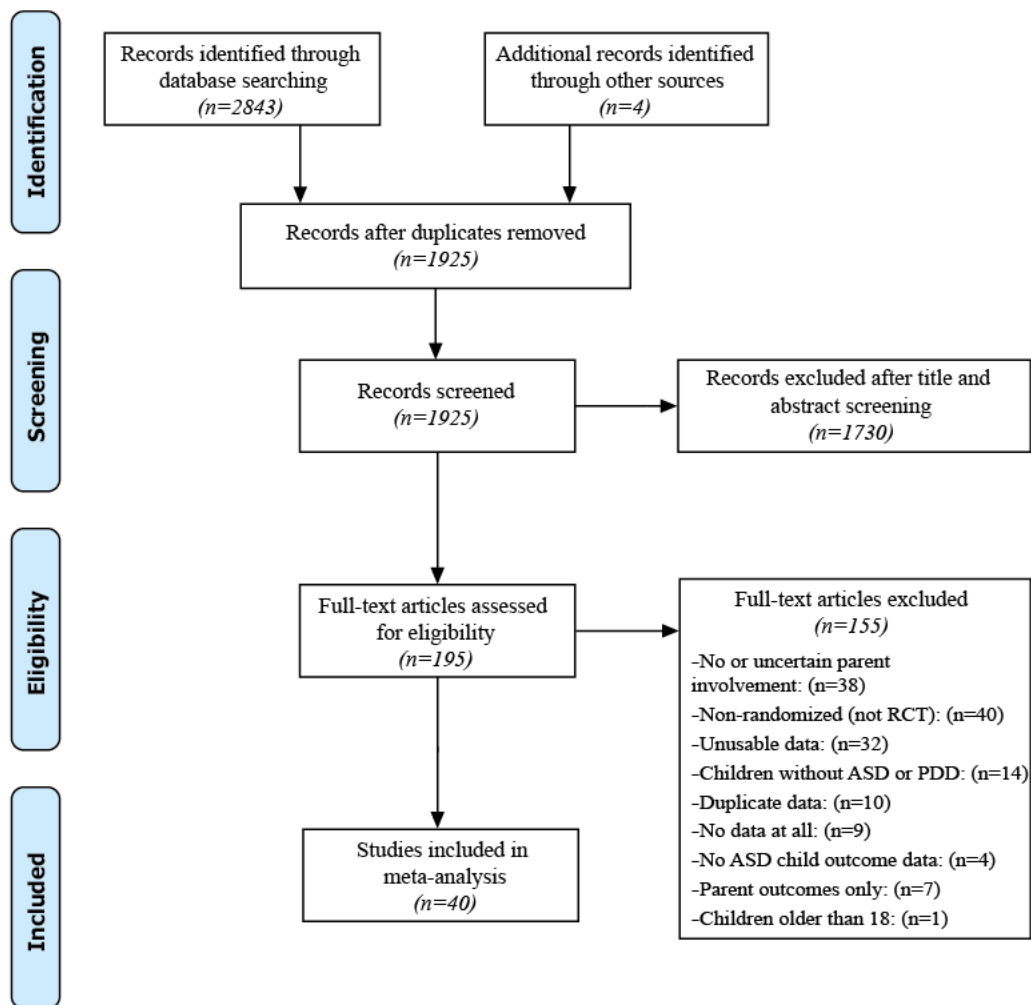 Identification
Records identified through
database searching
(n=2843)
Additional records identified
through other sources
(n=4)
Records after duplicates removed
(n=1925)
Screening
Records screened
(n=1925)
Records excluded after title and
abstract screening
(n=1730)
Eligibility
Full-text articles assessed
for eligibility
(n=195)
Full-text articles excluded
(n=155)
-No or uncertain parent
involvement: (n=38)
-Non-randomized (not RCT): (n=40)
-Unusable data: (n=32)
-Children without ASD or PDD: (n=14)
-Duplicate data: (n=10)
-No data at all: (n=9)
-No ASD child outcome data: (n=4)
-Parent outcomes only: (n=7)
-Children older than 18: (n=1)
Included
Studies included in
meta-analysis
(n=40)